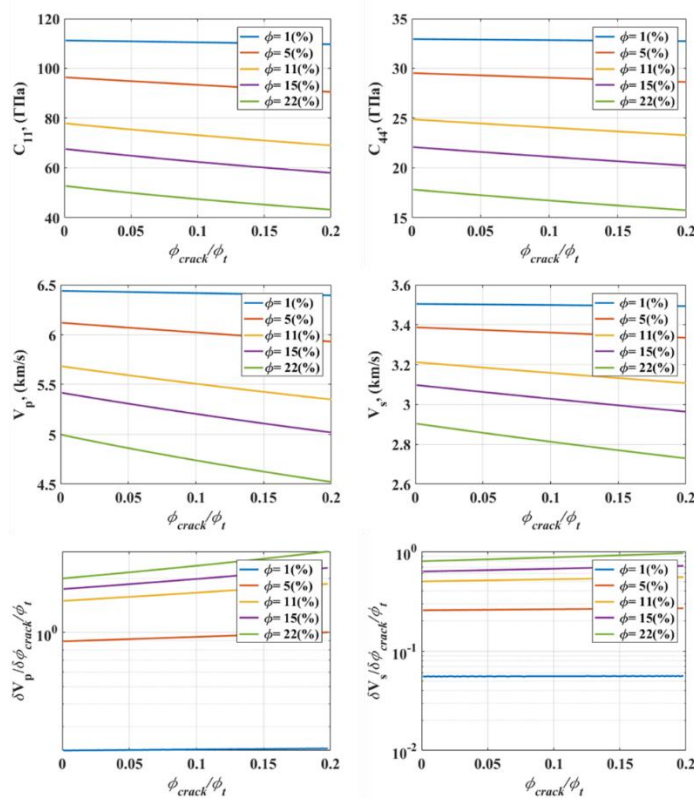 120
100
80
60
40
C11, (ГПа)
0
0.05
0.1
0.15
0.2
ϕcrack/ϕt
ϕ= 1(%)
ϕ= 5(%)
ϕ= 11(%)
ϕ= 15(%)
ϕ= 22(%)
35
30
25
20
15
C44, (ГПа)
0
0.05
0.1
0.15
0.2
ϕcrack/ϕt
ϕ= 1(%)
ϕ= 5(%)
ϕ= 11(%)
ϕ= 15(%)
ϕ= 22(%)
6.5
6
5.5
5
4.5
Vp, (km/s)
0
0.05
0.1
0.15
0.2
ϕcrack/ϕt
ϕ= 1(%)
ϕ= 5(%)
ϕ= 11(%)
ϕ= 15(%)
ϕ= 22(%)
3.6
3.4
3.2
3
2.8
2.6
Vs, (km/s)
0
0.05
0.1
0.15
0.2
ϕcrack/ϕt
ϕ= 1(%)
ϕ= 5(%)
ϕ= 11(%)
ϕ= 15(%)
ϕ= 22(%)
10^0
δVp/δϕcrack/ϕt
0
0.05
0.1
0.15
0.2
ϕcrack/ϕt
ϕ= 1(%)
ϕ= 5(%)
ϕ= 11(%)
ϕ= 15(%)
ϕ= 22(%)
10^0
10^-1
10^-2
δVs/δϕcrack/ϕt
0
0.05
0.1
0.15
0.2
ϕcrack/ϕt
ϕ= 1(%)
ϕ= 5(%)
ϕ= 11(%)
ϕ= 15(%)
ϕ= 22(%)